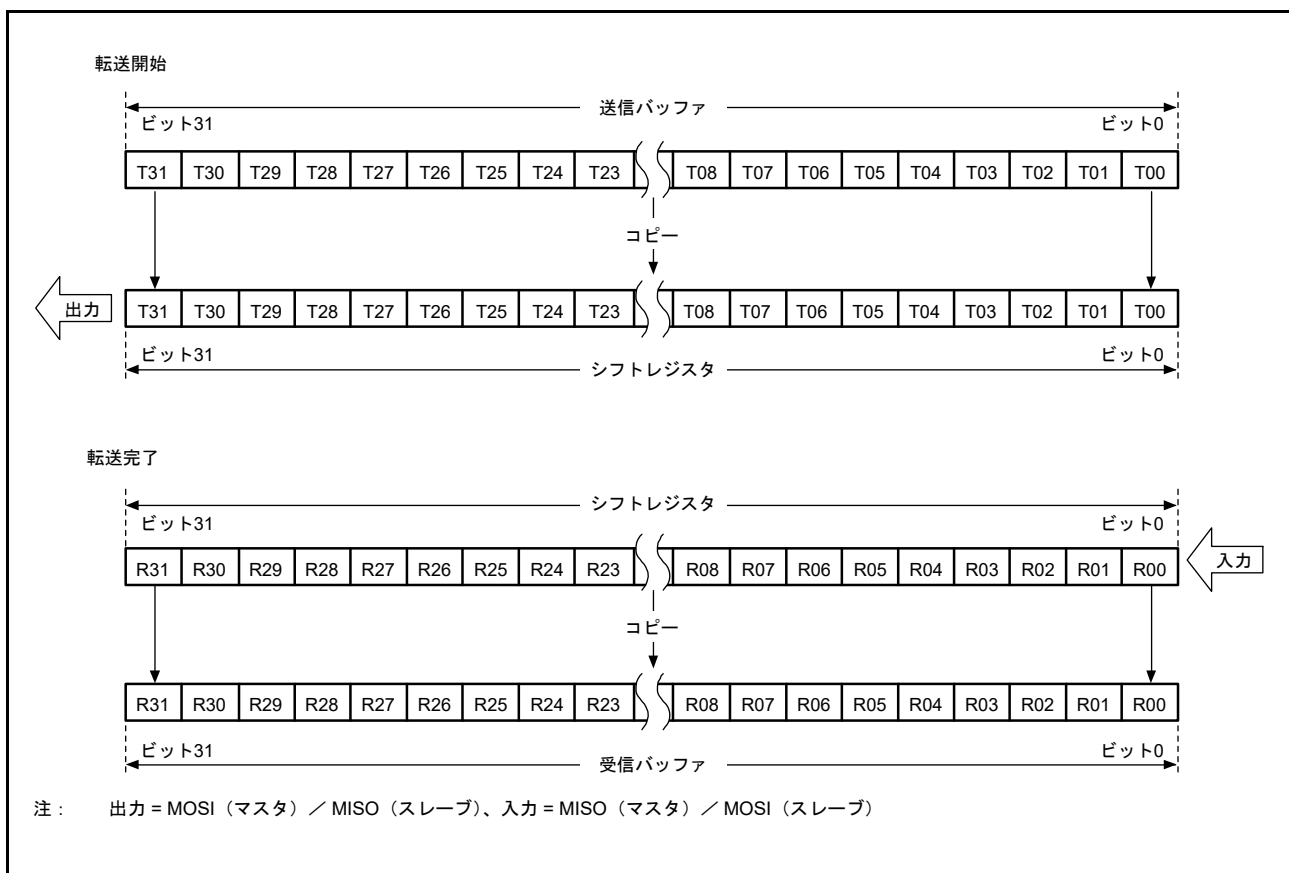 転送開始
送信バッファ
ビット31 ビット0
T31 T30 T29 T28 T27 T26 T25 T24 T23 T08 T07 T06 T05 T04 T03 T02 T01 T00
コピー
出力 T31 T30 T29 T28 T27 T26 T25 T24 T23 T08 T07 T06 T05 T04 T03 T02 T01 T00
ビット31 ビット0
シフトレジスタ
転送完了
シフトレジスタ
ビット31 ビット0
R31 R30 R29 R28 R27 R26 R25 R24 R23 R08 R07 R06 R05 R04 R03 R02 R01 R00 入力
コピー
R31 R30 R29 R28 R27 R26 R25 R24 R23 R08 R07 R06 R05 R04 R03 R02 R01 R00
ビット31 ビット0
受信バッファ
注: 出力 = MOSI(マスタ)/ MISO(スレーブ)、入力 = MISO(マスタ)/ MOSI(スレーブ)